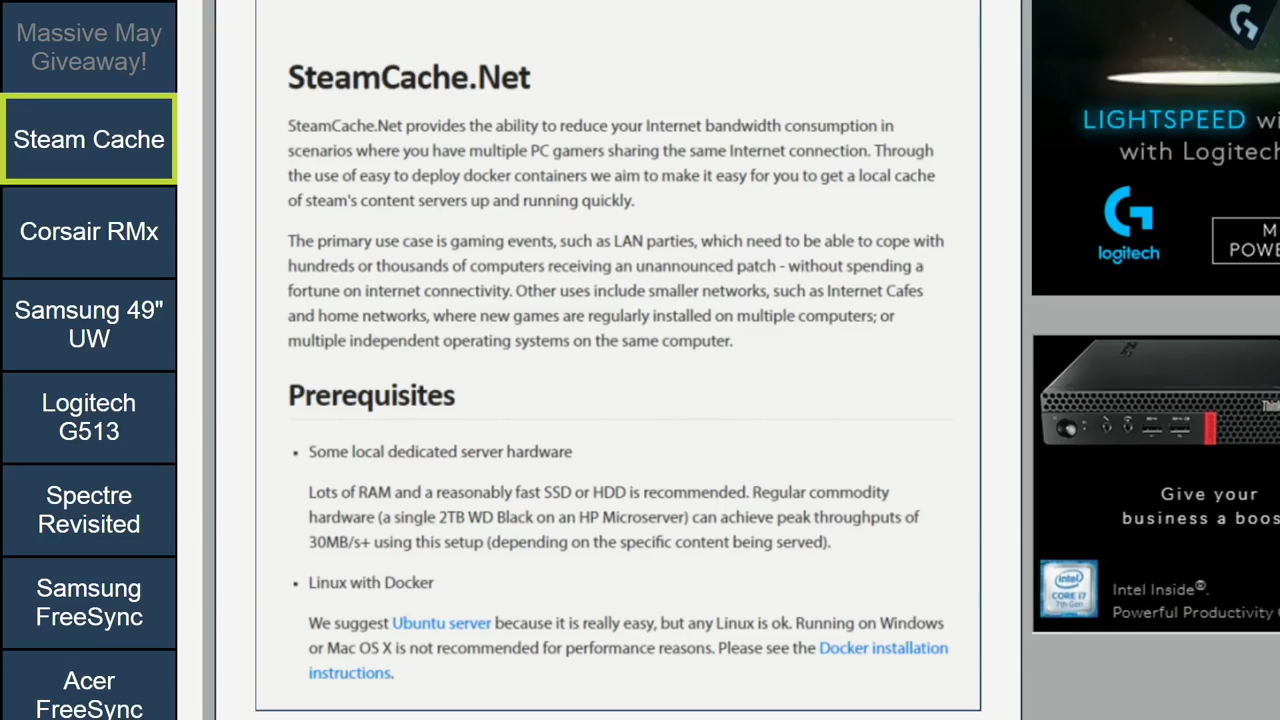 Massive May
Giveaway!
Steam Cache
Corsair RMx
Samsung 49"
UW
Logitech
G513
Spectre
Revisited
Samsung
FreeSync
Acer
FreeSync
SteamCache.Net
SteamCache.Net provides the ability to reduce your Internet bandwidth consumption in
scenarios where you have multiple PC gamers sharing the same Internet connection. Through
the use of easy to deploy docker containers we aim to make it easy for you to get a local cache
of steam's content servers up and running quickly.
The primary use case is gaming events, such as LAN parties, which need to be able to cope with
hundreds or thousands of computers receiving an unannounced patch - without spending a
fortune on internet connectivity. Other uses include smaller networks, such as Internet Cafes
and home networks, where new games are regularly installed on multiple computers; or
multiple independent operating systems on the same computer.
Prerequisites
• Some local dedicated server hardware
Lots of RAM and a reasonably fast SSD or HDD is recommended. Regular commodity
hardware (a single 2TB WD Black on an HP Microserver) can achieve peak throughputs of
30MB/s+ using this setup (depending on the specific content being served).
• Linux with Docker
We suggest Ubuntu server because it is really easy, but any Linux is ok. Running on Windows
or Mac OS X is not recommended for performance reasons. Please see the Docker installation
instructions.
LIGHTSPEED wi
with Logitech
logitech
M
POWE
Think
Give your
business a boos
intel
CORE i7
7th Gen
Intel Inside®.
Powerful Productivity